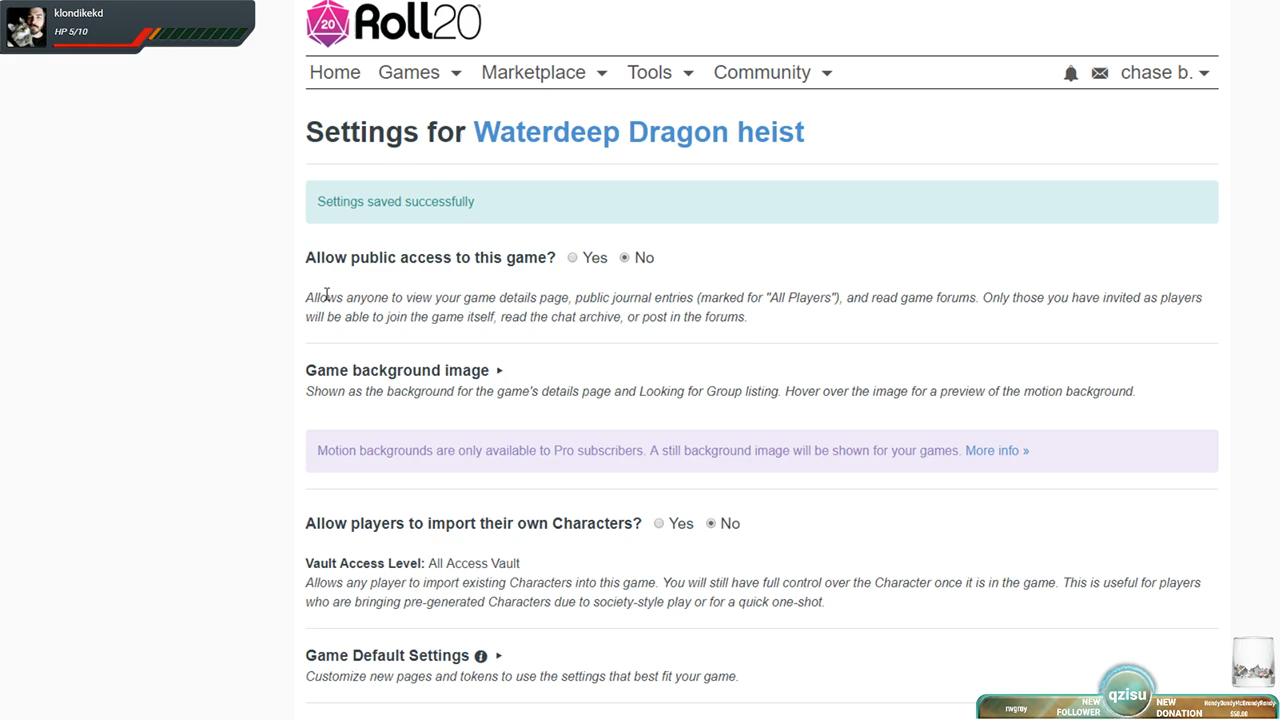 klondikekd
HP 5/10
20
Roll20
Home Games Marketplace Tools Community chase b.
Settings for Waterdeep Dragon heist
Settings saved successfully
Allow public access to this game? Yes No
Allows anyone to view your game details page, public journal entries (marked for "All Players"), and read game forums. Only those you have invited as players
will be able to join the game itself, read the chat archive, or post in the forums.
Game background image
Shown as the background for the game's details page and Looking for Group listing. Hover over the image for a preview of the motion background.
Motion backgrounds are only available to Pro subscribers. A still background image will be shown for your games. More info »
Allow players to import their own Characters? Yes No
Vault Access Level: All Access Vault
Allows any player to import existing Characters into this game. You will still have full control over the Character once it is in the game. This is useful for players
who are bringing pre-generated Characters due to society-style play or for a quick one-shot.
Game Default Settings i
Customize new pages and tokens to use the settings that best fit your game.
qzisu
NEW
FOLLOWER
NEW
DONATION
$50.00